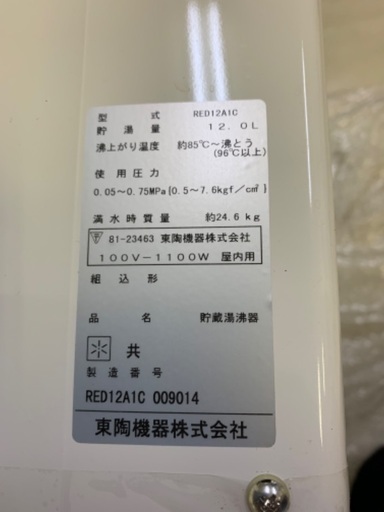 型 式 RED12A1C
貯湯量 12.0L
沸上がり温度 約85℃～沸とう
(96℃以上)
使用圧力
0.05～0.75MPa{0.5～7.6kgf／c㎡}
満水時質量 約24.6kg
81-23463 東陶機器株式会社
100V－1100W 屋内用
組込形
品 名 貯蔵湯沸器
共
製造番号
RED12A1C 009014
東陶機器株式会社